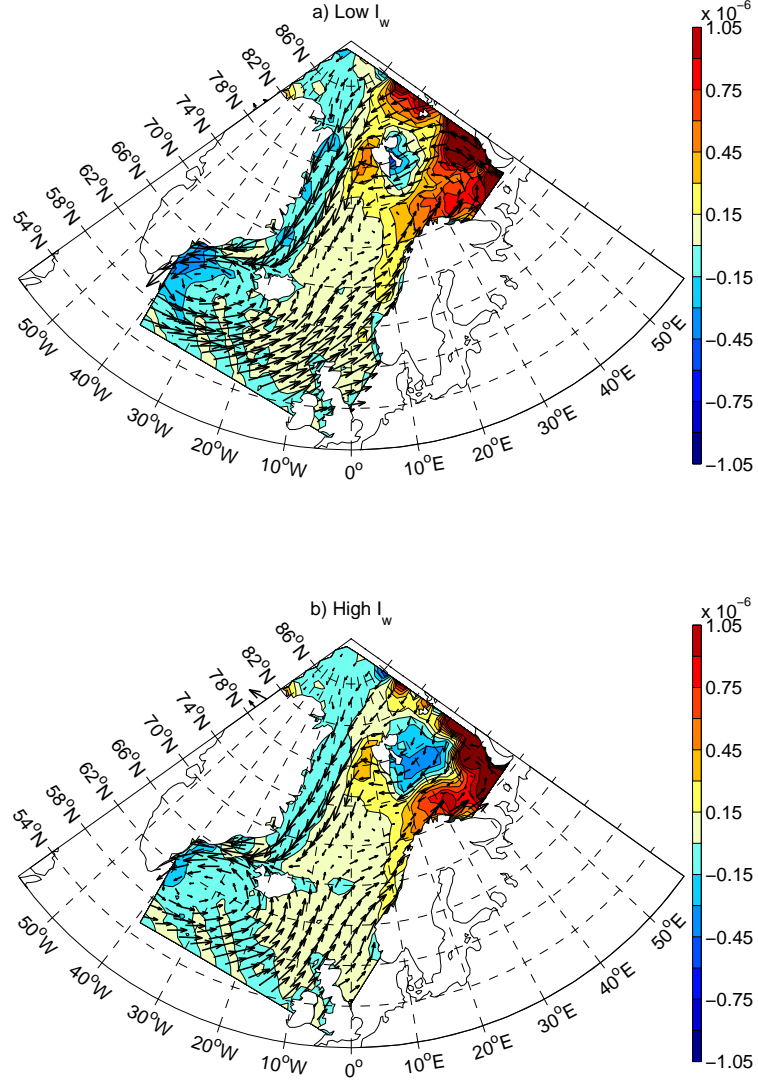 a) Low I_w
x 10^−6
1.05
0.75
0.45
0.15
−0.15
−0.45
−0.75
−1.05
86°N
82°N
78°N
74°N
70°N
66°N
62°N
58°N
54°N
50°W
40°W
30°W
20°W
10°W
0°
10°E
20°E
30°E
40°E
50°E
b) High I_w
x 10^−6
1.05
0.75
0.45
0.15
−0.15
−0.45
−0.75
−1.05
86°N
82°N
78°N
74°N
70°N
66°N
62°N
58°N
54°N
50°W
40°W
30°W
20°W
10°W
0°
10°E
20°E
30°E
40°E
50°E